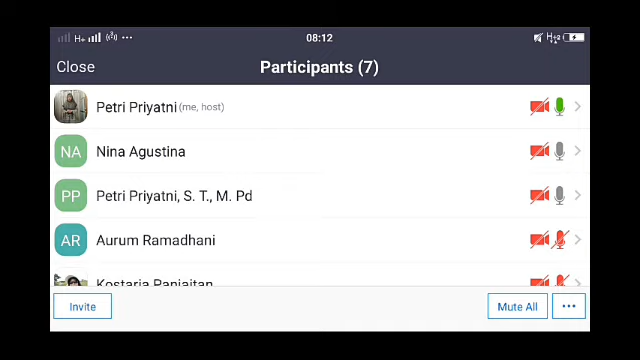 H+ 08:12 H+
Close Participants (7)
Petri Priyatni (me, host)
NA Nina Agustina
PP Petri Priyatni, S. T., M. Pd
AR Aurum Ramadhani
Kostaria Panjaitan
Invite Mute All